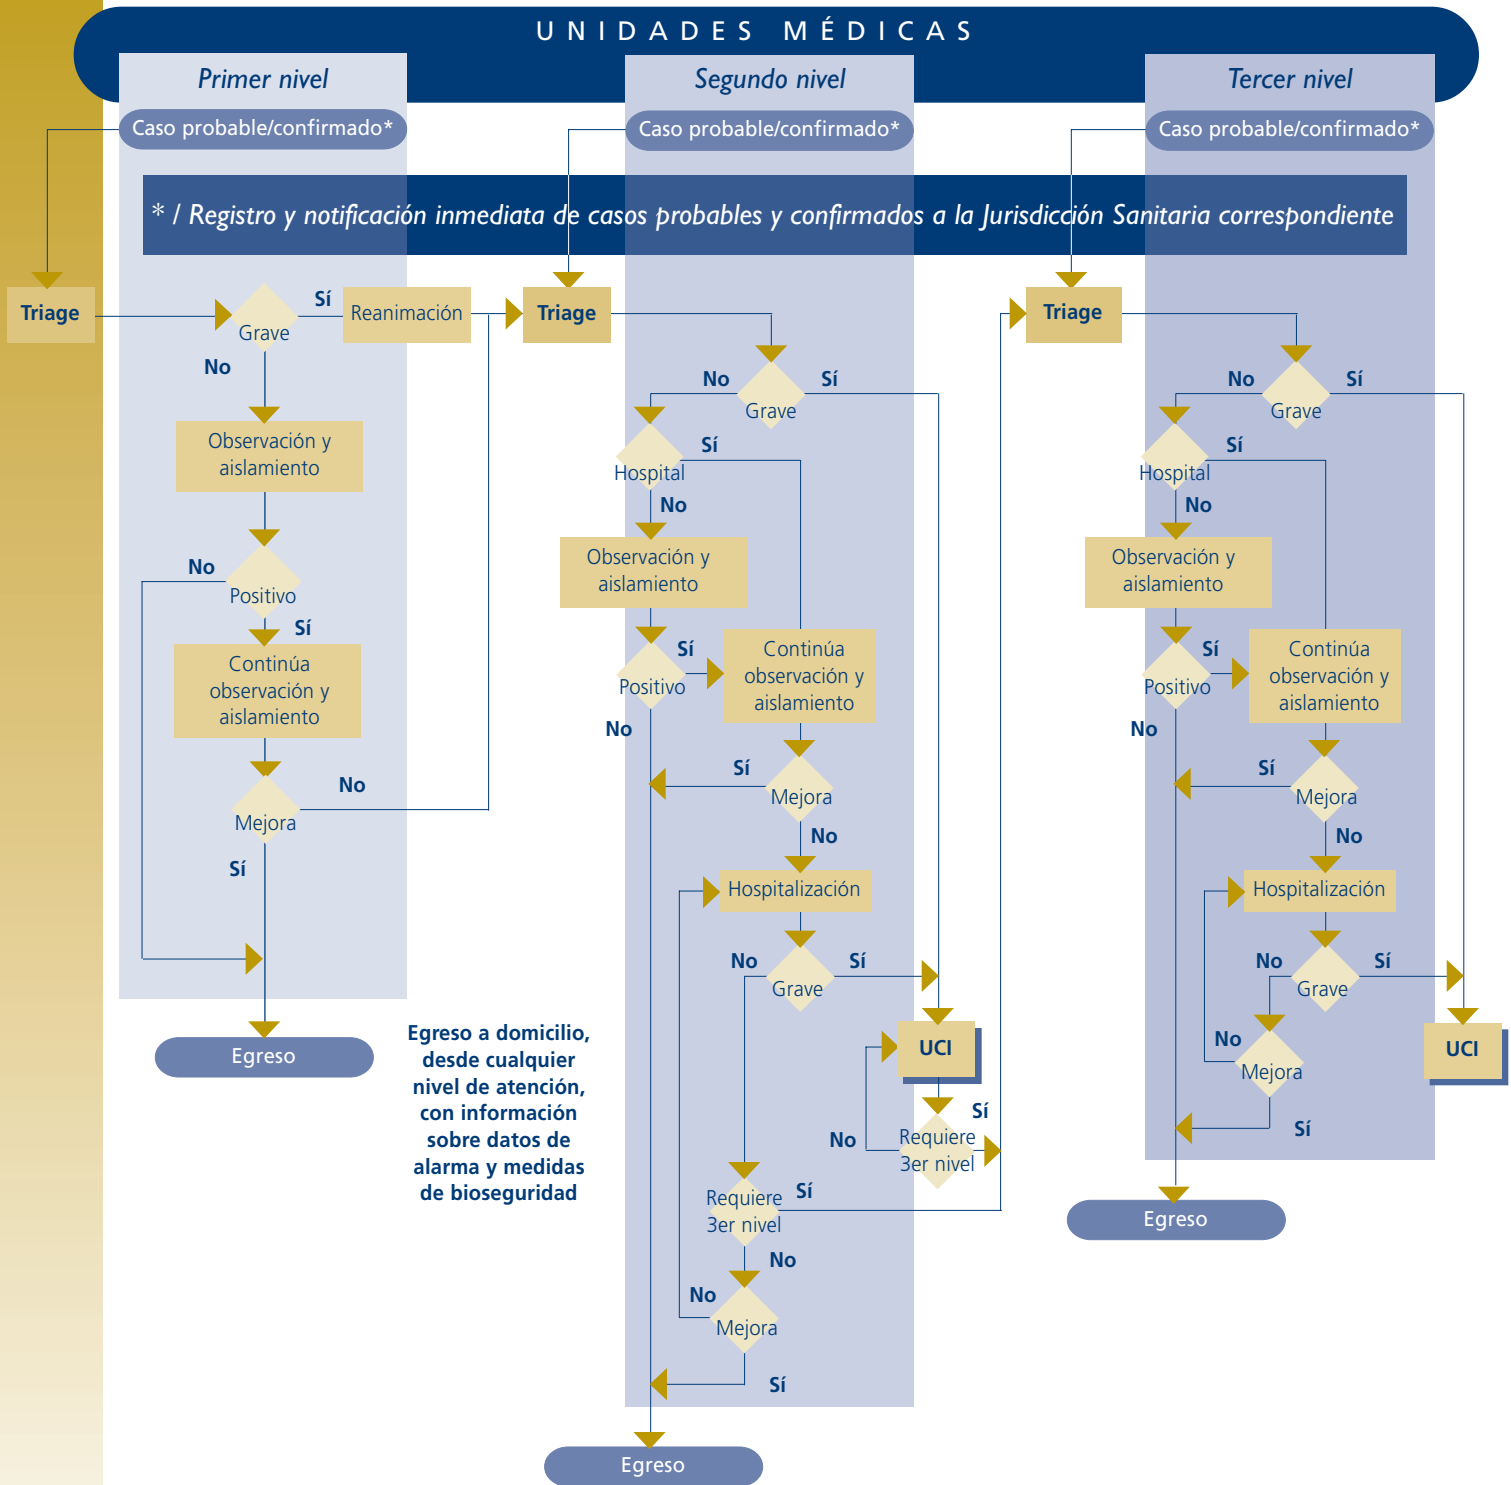 UNIDADES MÉDICAS
Primer nivel
Segundo nivel
Tercer nivel
Caso probable/confirmado*
Caso probable/confirmado*
Caso probable/confirmado*
* / Registro y notificación inmediata de casos probables y confirmados a la Jurisdicción Sanitaria correspondiente
Triage
Grave
Sí
No
Reanimación
Observación y
aislamiento
No
Positivo
Sí
Continúa
observación y
aislamiento
No
Mejora
Sí
Egreso
Egreso a domicilio,
desde cualquier
nivel de atención,
con información
sobre datos de
alarma y medidas
de bioseguridad
Triage
No
Sí
Grave
Sí
Hospital
No
Observación y
aislamiento
Sí
Positivo
No
Continúa
observación y
aislamiento
Sí
Mejora
No
Hospitalización
No
Sí
Grave
UCI
Sí
No
Requiere
3er nivel
Requiere
3er nivel
Sí
No
No
Mejora
Sí
Egreso
Triage
No
Sí
Grave
Sí
Hospital
No
Observación y
aislamiento
Sí
Positivo
No
Continúa
observación y
aislamiento
Sí
Mejora
No
Hospitalización
No
Sí
Grave
UCI
No
Mejora
Sí
Egreso